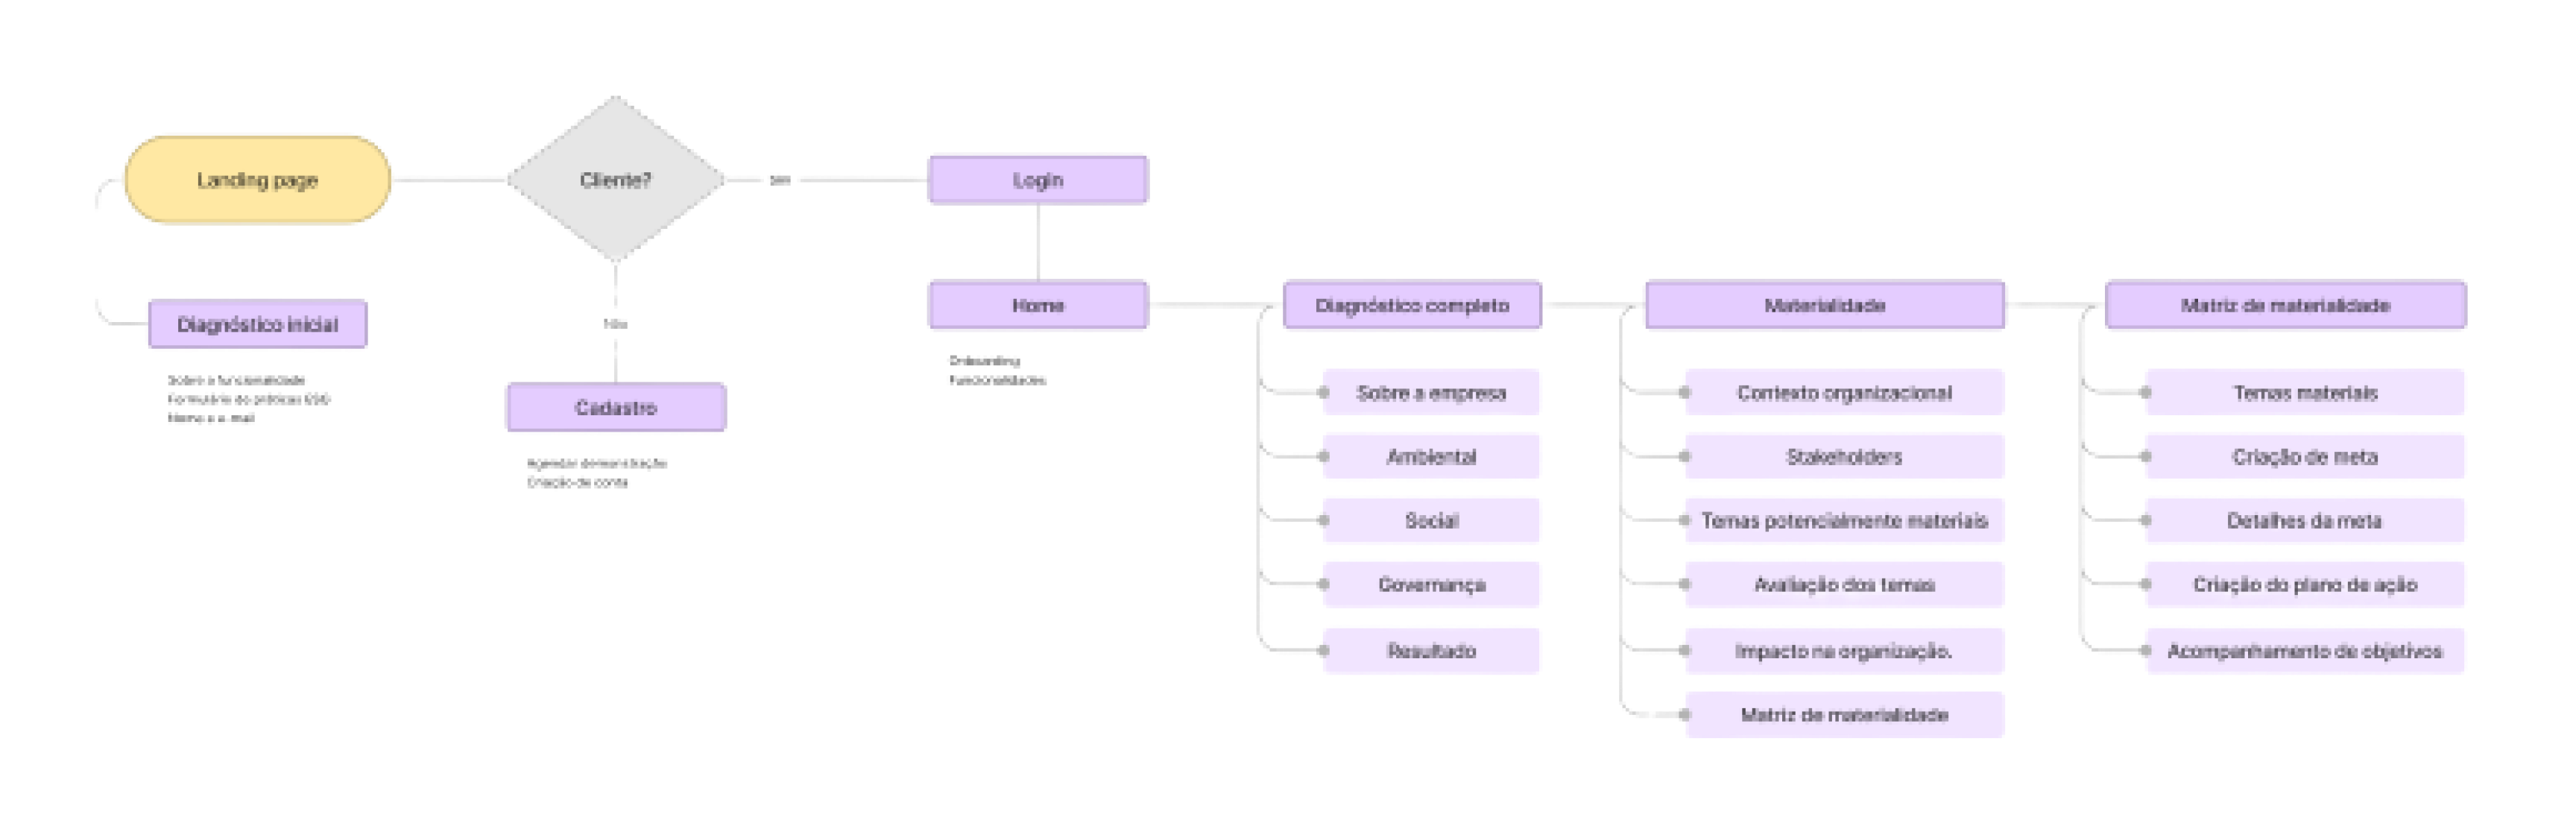 Landing page
Cliente?
Sim
Login
Diagnóstico inicial
Sobre a funcionalidade
Formulário de práticas ESG
Nome e e-mail
Não
Cadastro
Agendar demonstração
Criação de conta
Home
Onboarding
Funcionalidades
Diagnóstico completo
Sobre a empresa
Ambiental
Social
Governança
Resultado
Materialidade
Contexto organizacional
Stakeholders
Temas potencialmente materiais
Avaliação dos temas
Impacto na organização.
Matriz de materialidade
Matriz de materialidade
Temas materiais
Criação de meta
Detalhes da meta
Criação do plano de ação
Acompanhamento de objetivos